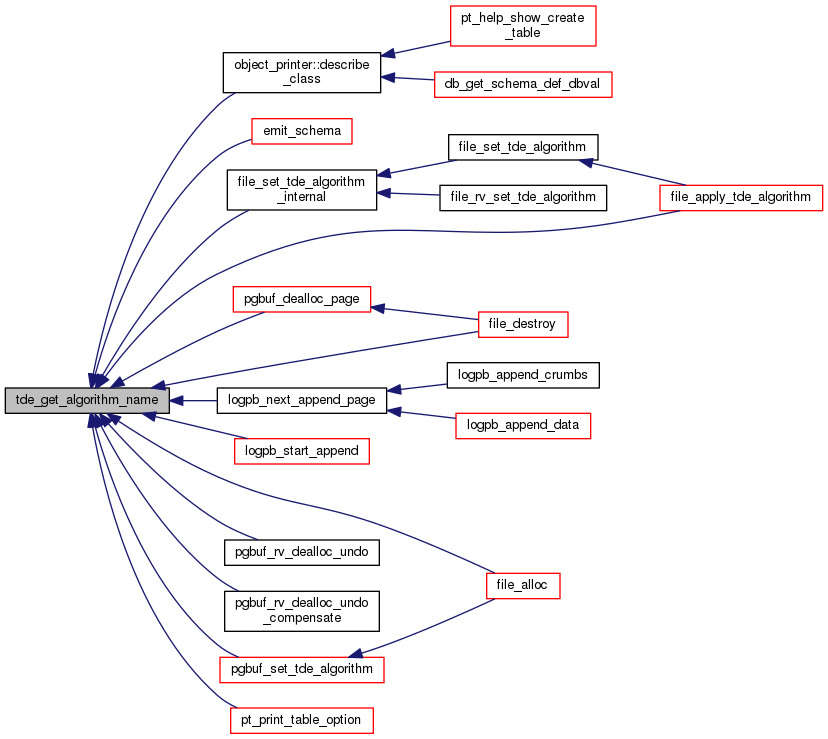 pt_help_show_create
_table
object_printer::describe
_class
db_get_schema_def_dbval
emit_schema
file_set_tde_algorithm
file_set_tde_algorithm
_internal
file_rv_set_tde_algorithm
file_apply_tde_algorithm
pgbuf_dealloc_page
file_destroy
logpb_append_crumbs
tde_get_algorithm_name
logpb_next_append_page
logpb_append_data
logpb_start_append
pgbuf_rv_dealloc_undo
file_alloc
pgbuf_rv_dealloc_undo
_compensate
pgbuf_set_tde_algorithm
pt_print_table_option